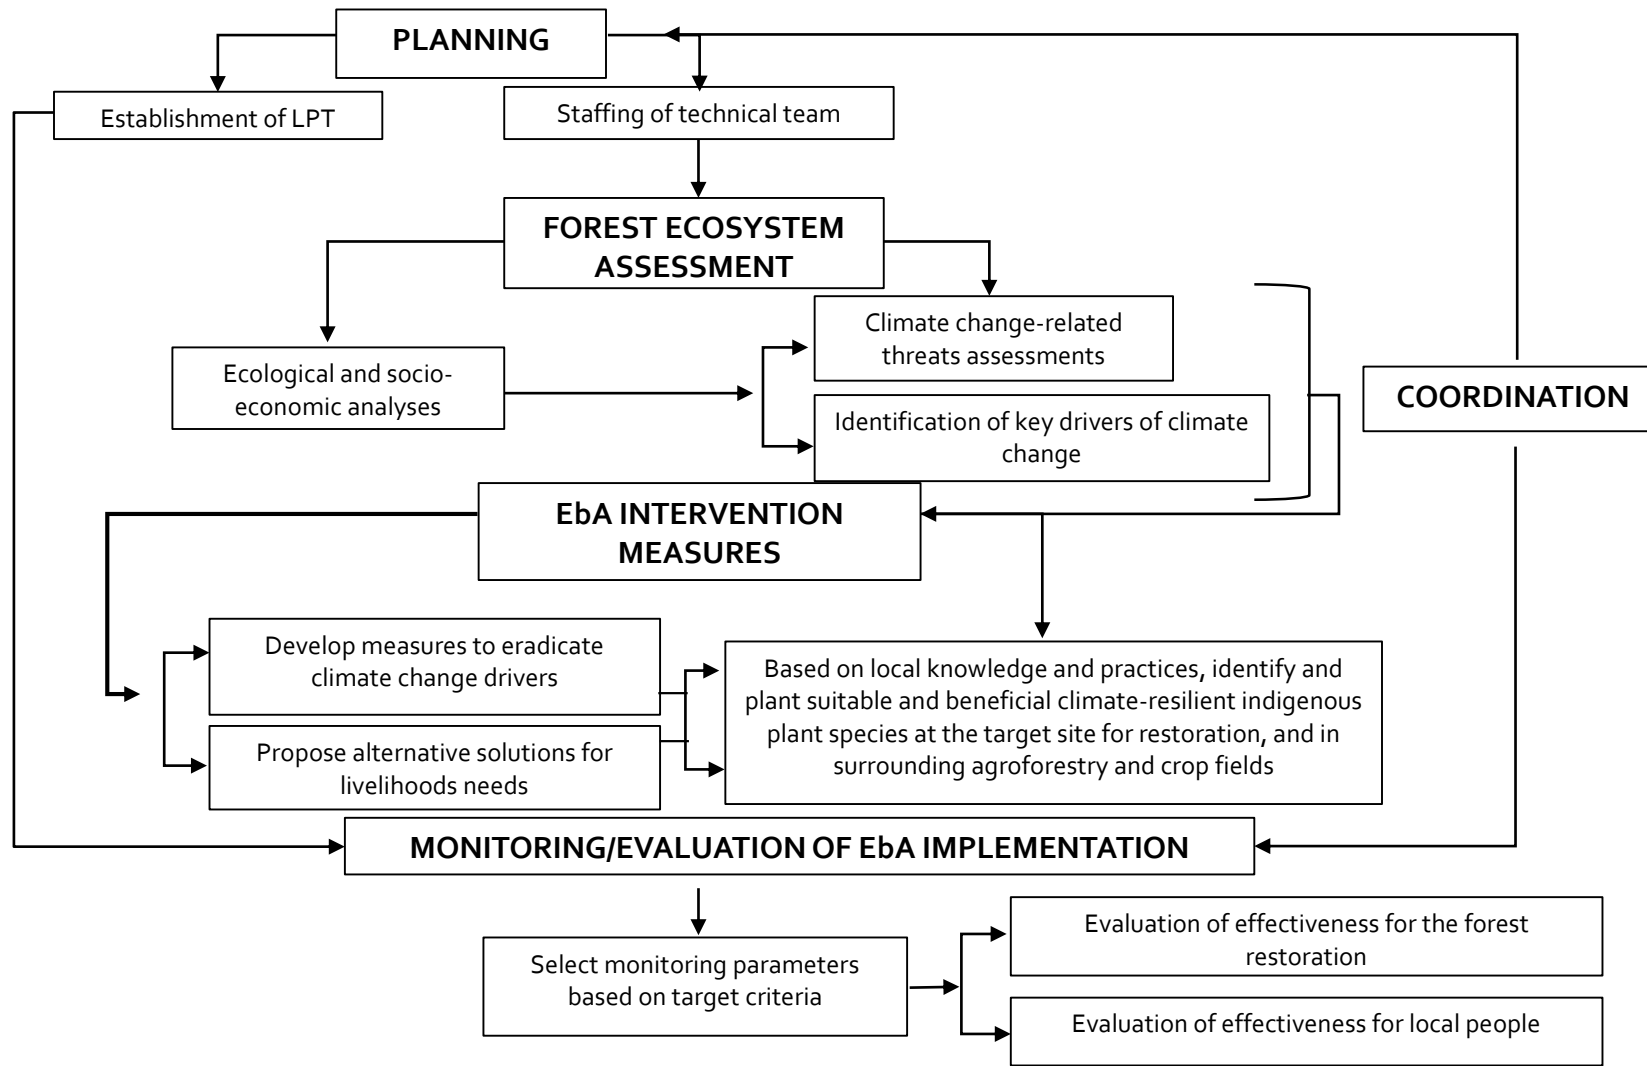 PLANNING
Establishment of LPT
Staffing of technical team
FOREST ECOSYSTEM
ASSESSMENT
Climate change-related
threats assessments
Ecological and socio-
economic analyses
COORDINATION
Identification of key drivers of climate
change
EbA INTERVENTION
MEASURES
Develop measures to eradicate
climate change drivers
Based on local knowledge and practices, identify and
plant suitable and beneficial climate-resilient indigenous
plant species at the target site for restoration, and in
surrounding agroforestry and crop fields
Propose alternative solutions for
livelihoods needs
MONITORING/EVALUATION OF EbA IMPLEMENTATION
Select monitoring parameters
based on target criteria
Evaluation of effectiveness for the forest
restoration
Evaluation of effectiveness for local people